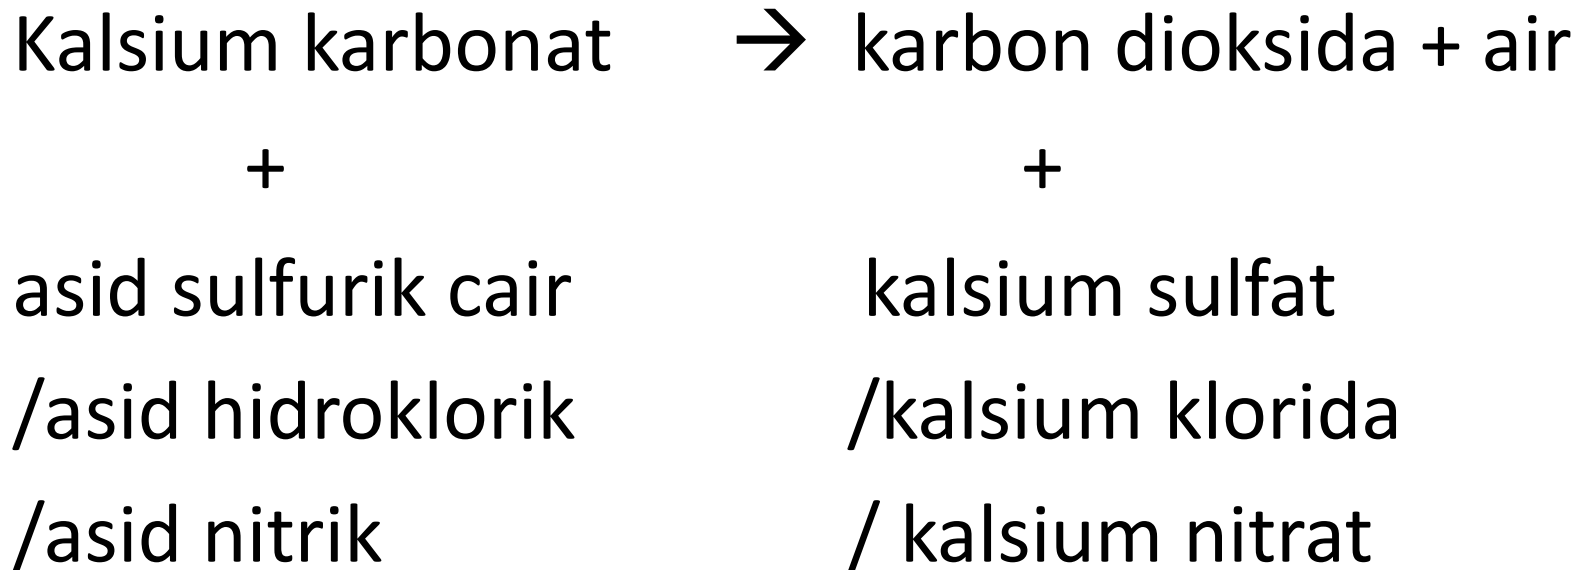 Kalsium karbonat → karbon dioksida + air
+ +
asid sulfurik cair kalsium sulfat
/asid hidroklorik /kalsium klorida
/asid nitrik / kalsium nitrat